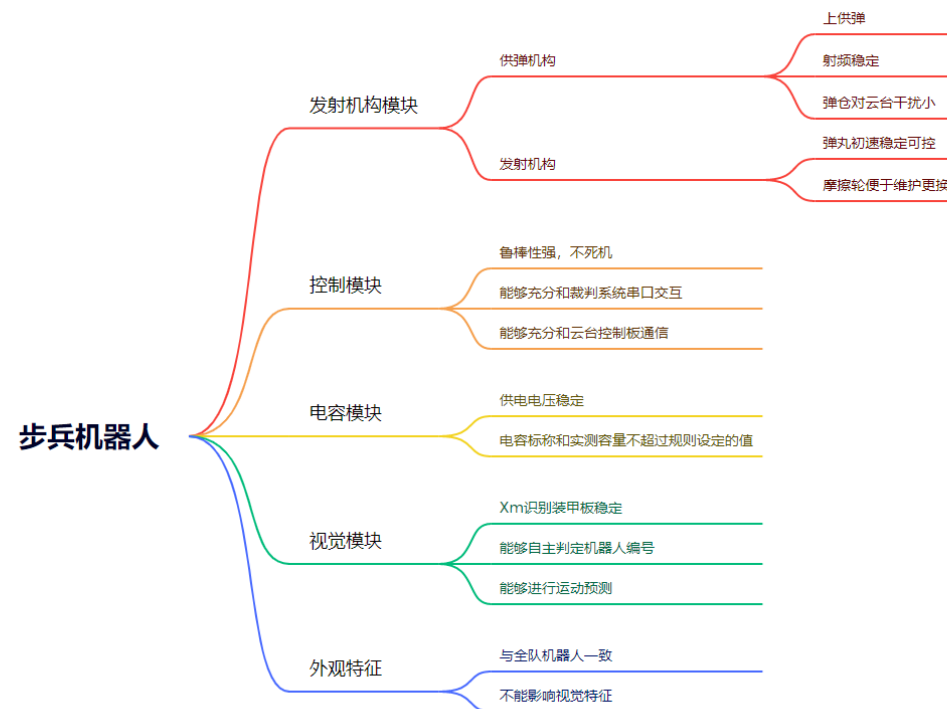 上供弹
供弹机构
射频稳定
弹仓对云台干扰小
发射机构模块
弹丸初速稳定可控
发射机构
摩擦轮便于维护更换
鲁棒性强，不死机
控制模块
能够充分和裁判系统串口交互
能够充分和云台控制板通信
供电电压稳定
电容模块
电容标称和实测容量不超过规则设定的值
步兵机器人
Xm识别装甲板稳定
视觉模块
能够自主判定机器人编号
能够进行运动预测
与全队机器人一致
外观特征
不能影响视觉特征